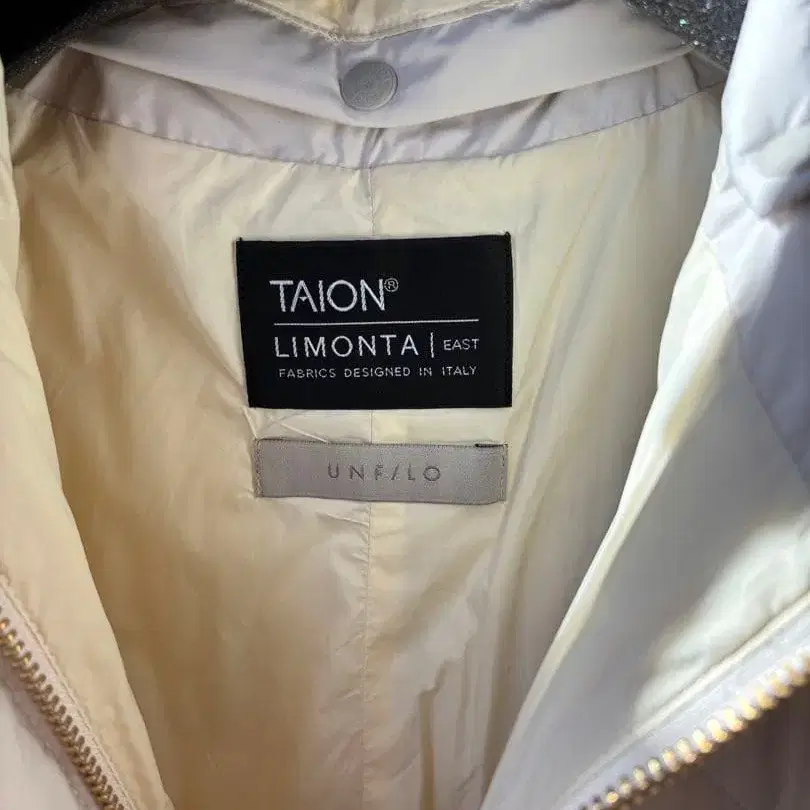 TAION®
LIMONTA | EAST
FABRICS DESIGNED IN ITALY
UNF/LO